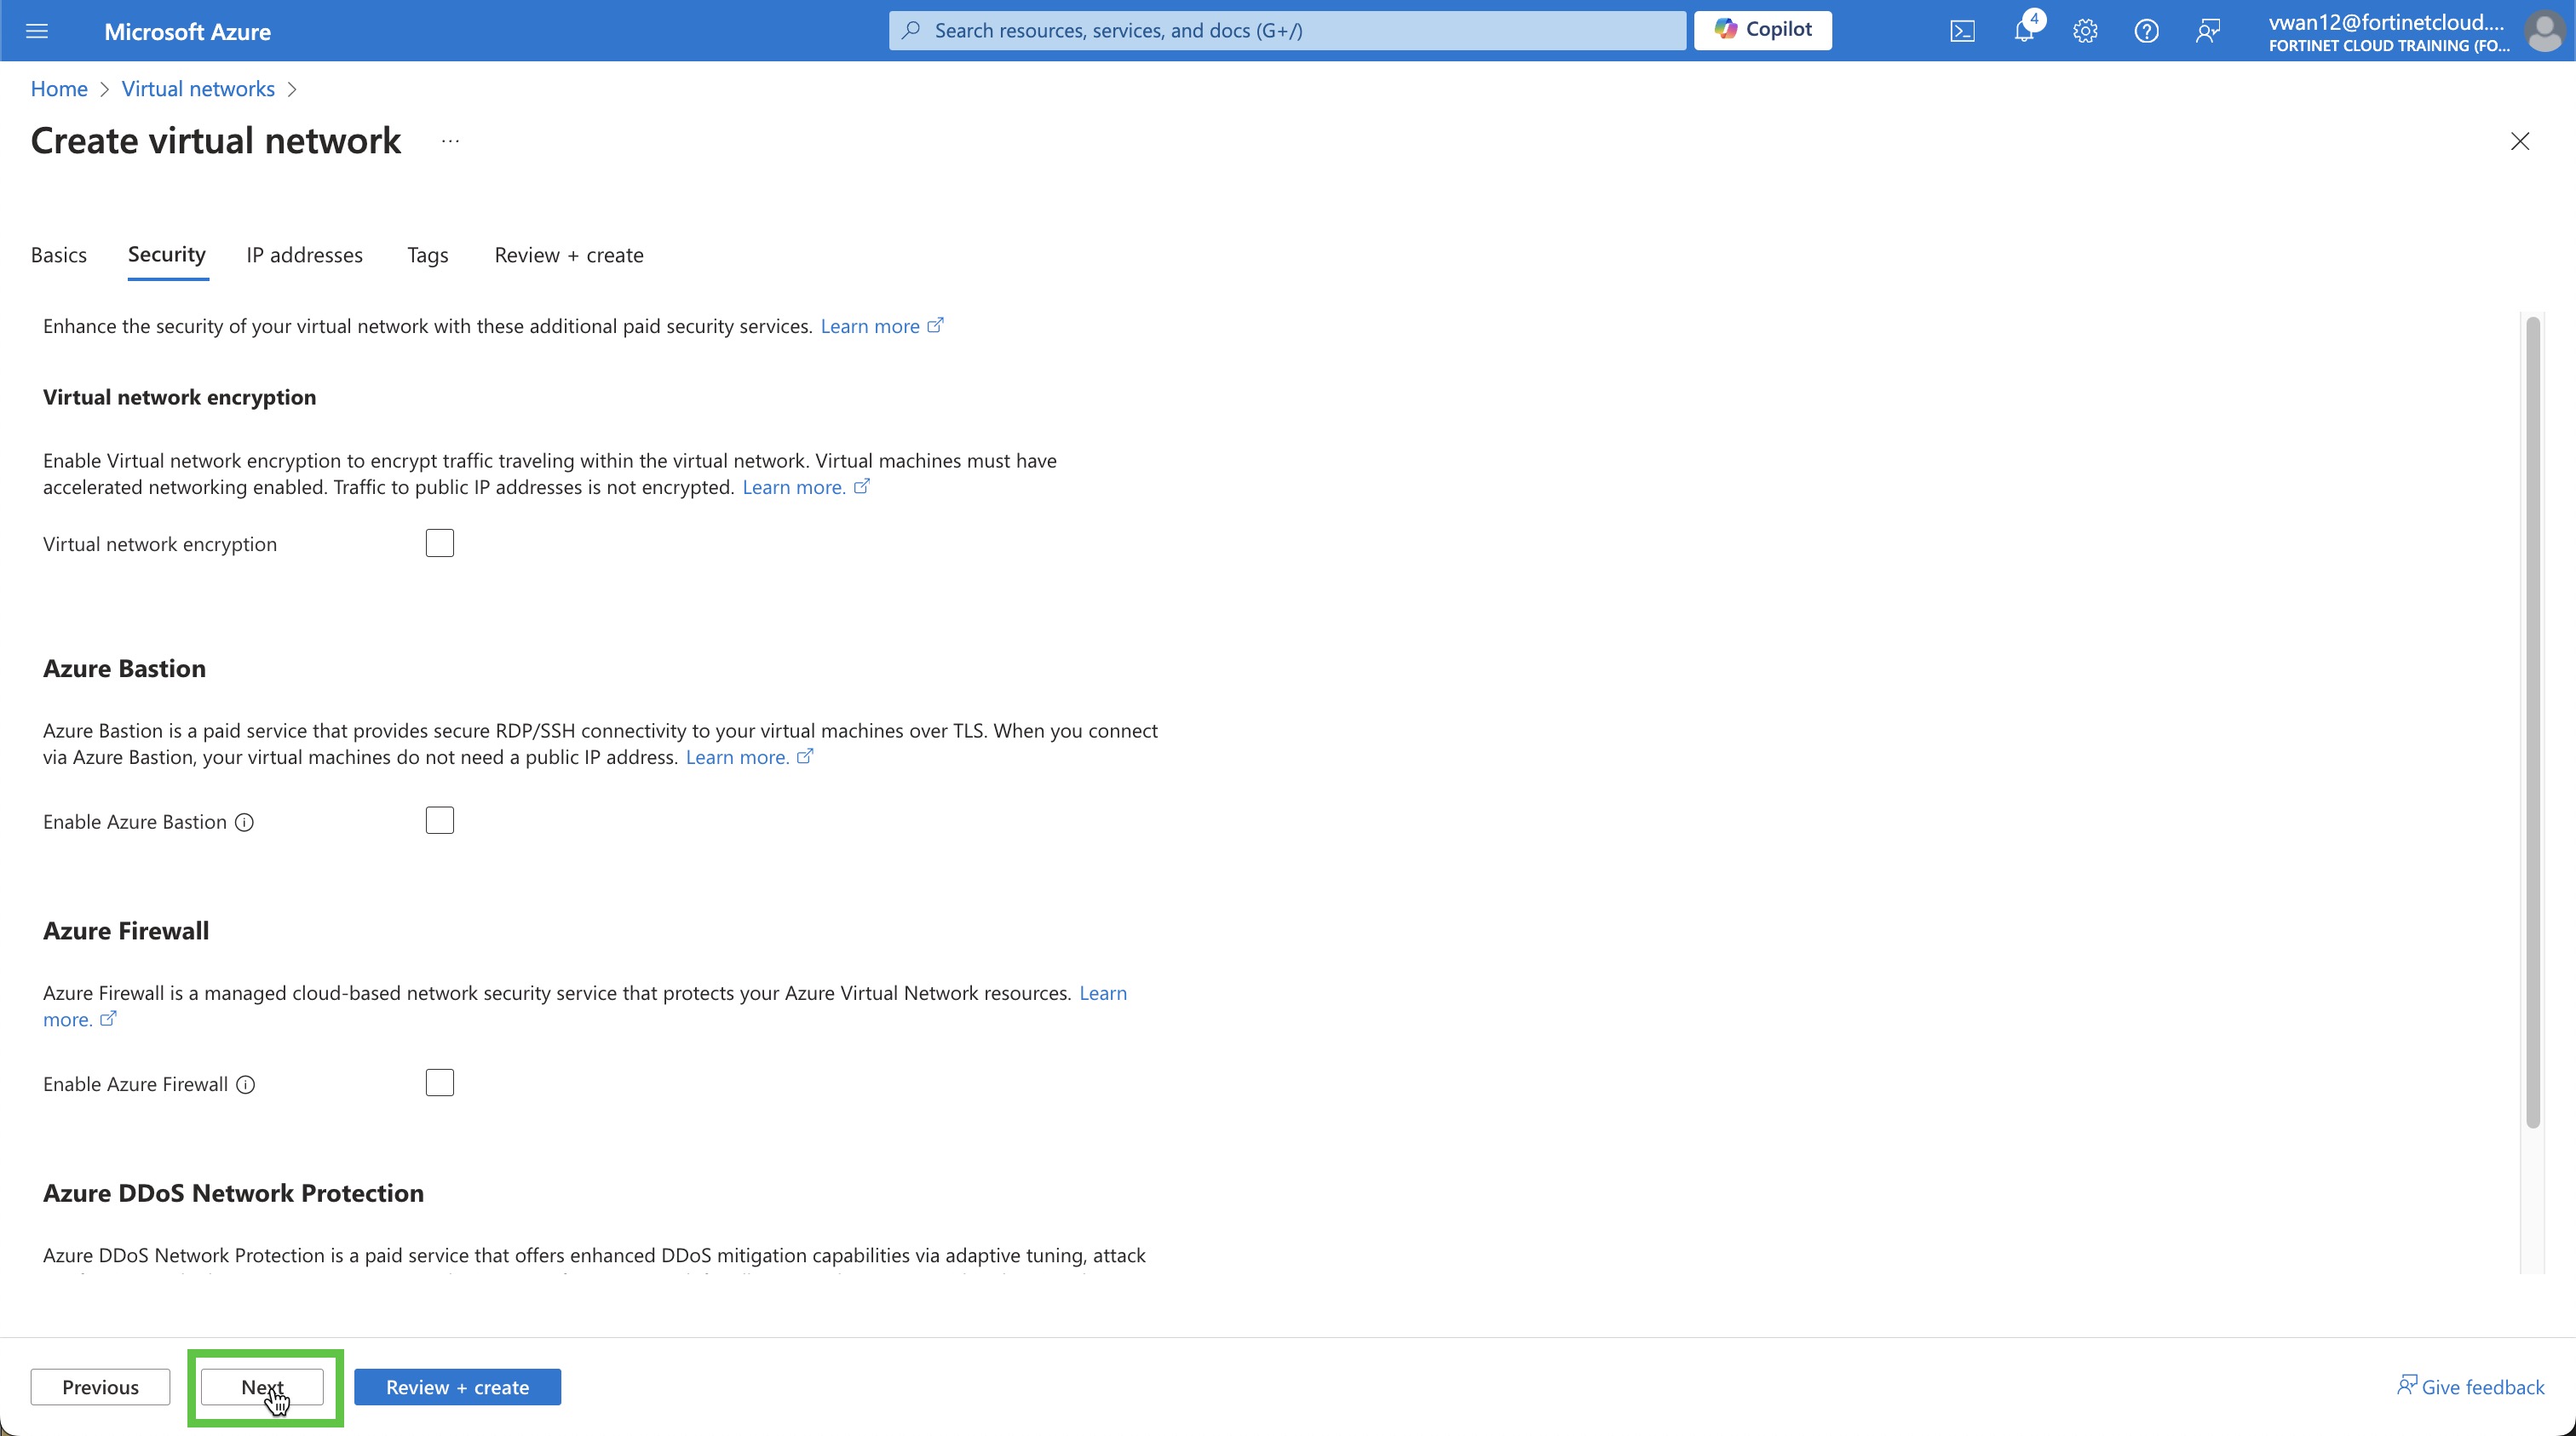 Microsoft Azure
Search resources, services, and docs (G+/)
Copilot
4
vwan12@fortinetcloud....
FORTINET CLOUD TRAINING (FO...
Home > Virtual networks >
Create virtual network ...
Basics
Security
IP addresses
Tags
Review + create
Enhance the security of your virtual network with these additional paid security services. Learn more
Virtual network encryption
Enable Virtual network encryption to encrypt traffic traveling within the virtual network. Virtual machines must have
accelerated networking enabled. Traffic to public IP addresses is not encrypted. Learn more.
Virtual network encryption
Azure Bastion
Azure Bastion is a paid service that provides secure RDP/SSH connectivity to your virtual machines over TLS. When you connect
via Azure Bastion, your virtual machines do not need a public IP address. Learn more.
Enable Azure Bastion
Azure Firewall
Azure Firewall is a managed cloud-based network security service that protects your Azure Virtual Network resources. Learn
more.
Enable Azure Firewall
Azure DDoS Network Protection
Azure DDoS Network Protection is a paid service that offers enhanced DDoS mitigation capabilities via adaptive tuning, attack
Previous
Next
Review + create
Give feedback